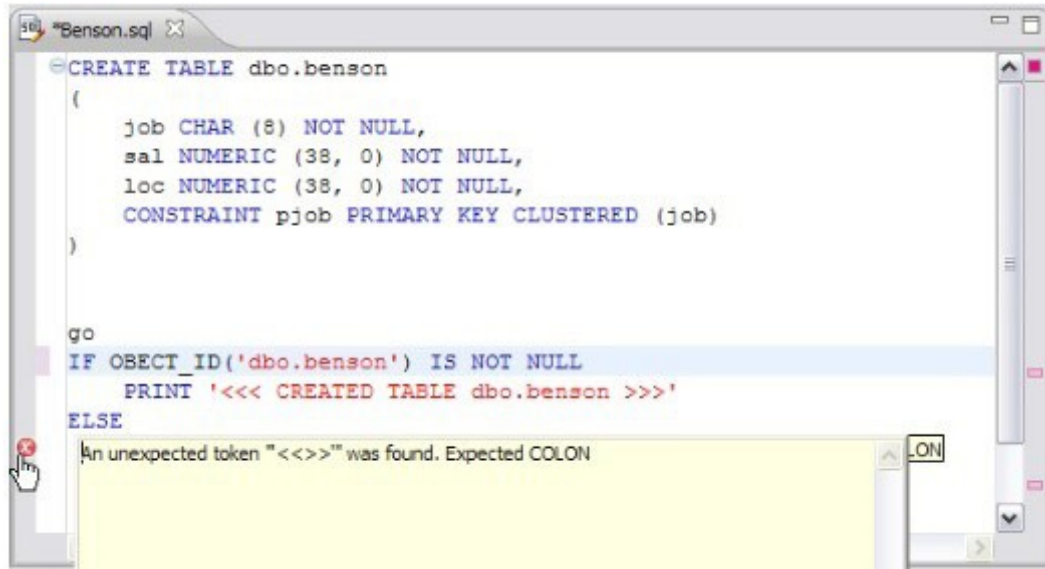 *Benson.sql
CREATE TABLE dbo.benson
(
job CHAR (8) NOT NULL,
sal NUMERIC (38, 0) NOT NULL,
loc NUMERIC (38, 0) NOT NULL,
CONSTRAINT pjob PRIMARY KEY CLUSTERED (job)
)
go
IF OBECT_ID('dbo.benson') IS NOT NULL
PRINT '<<< CREATED TABLE dbo.benson >>>'
ELSE
An unexpected token "'<<>>'" was found. Expected COLON
LON